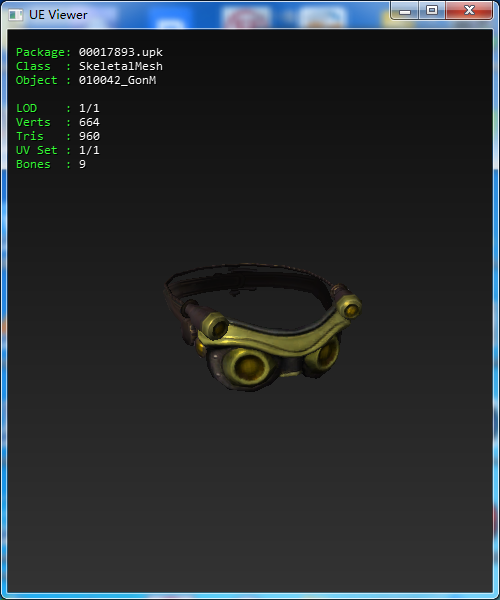 UE Viewer
Package: 00017893.upk
Class : SkeletalMesh
Object : 010042_GonM
LOD : 1/1
Verts : 664
Tris : 960
UV Set : 1/1
Bones : 9